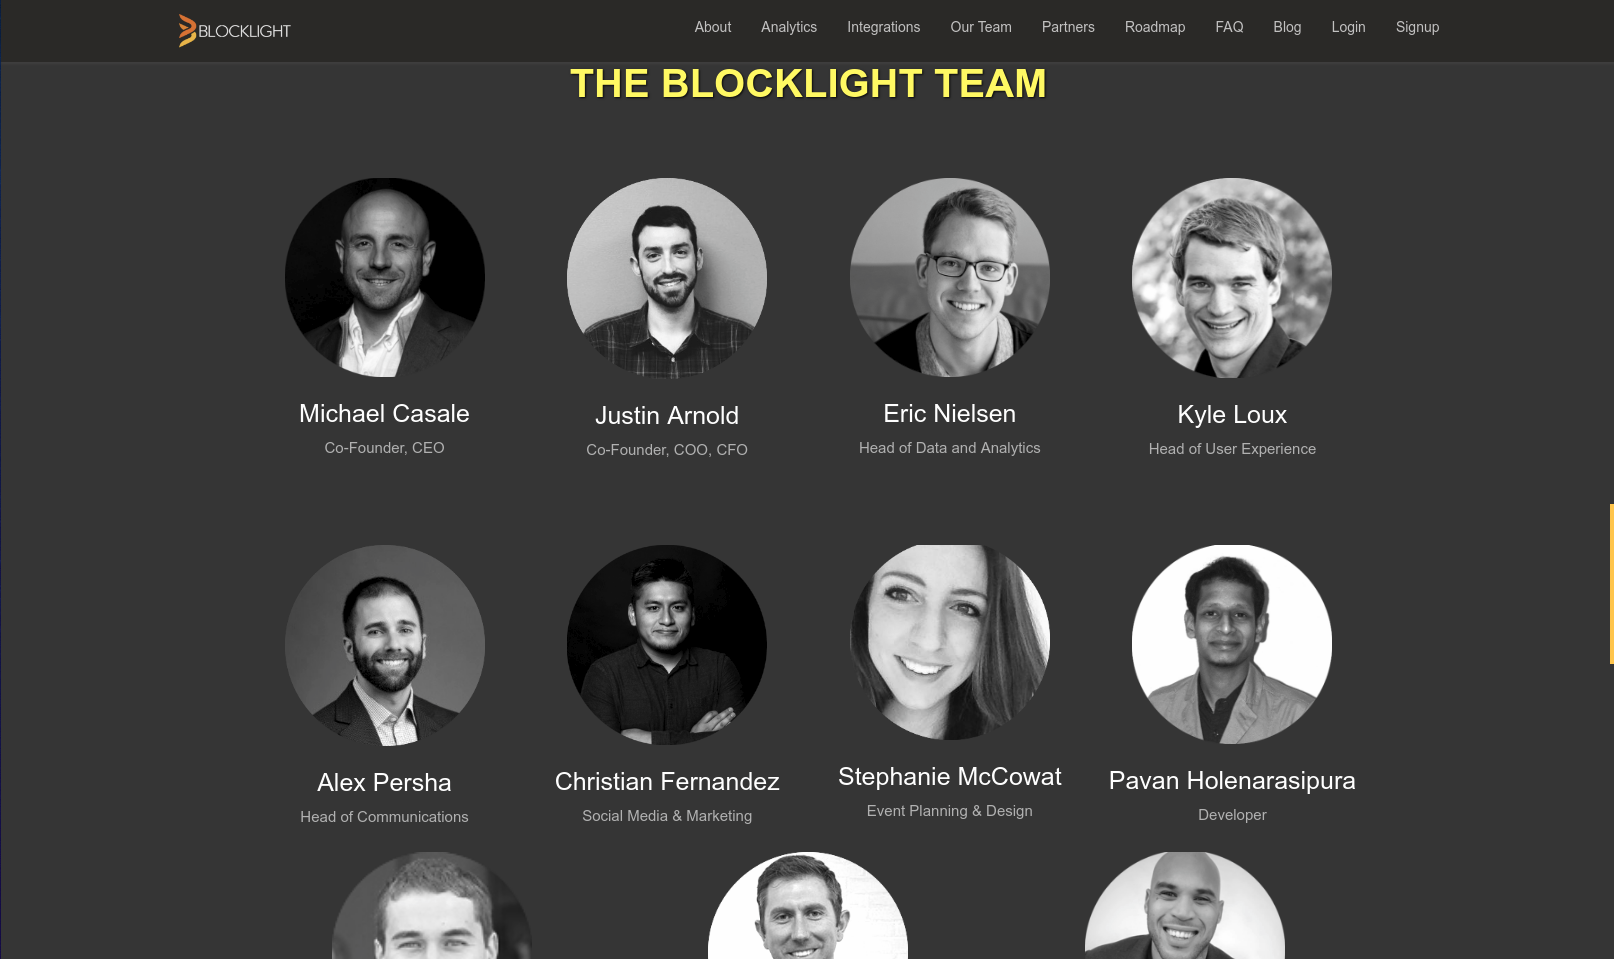 BLOCKLIGHT
About Analytics Integrations Our Team Partners Roadmap FAQ Blog Login Signup
THE BLOCKLIGHT TEAM
Michael Casale
Co-Founder, CEO
Justin Arnold
Co-Founder, COO, CFO
Eric Nielsen
Head of Data and Analytics
Kyle Loux
Head of User Experience
Alex Persha
Head of Communications
Christian Fernandez
Social Media & Marketing
Stephanie McCowat
Event Planning & Design
Pavan Holenarasipura
Developer